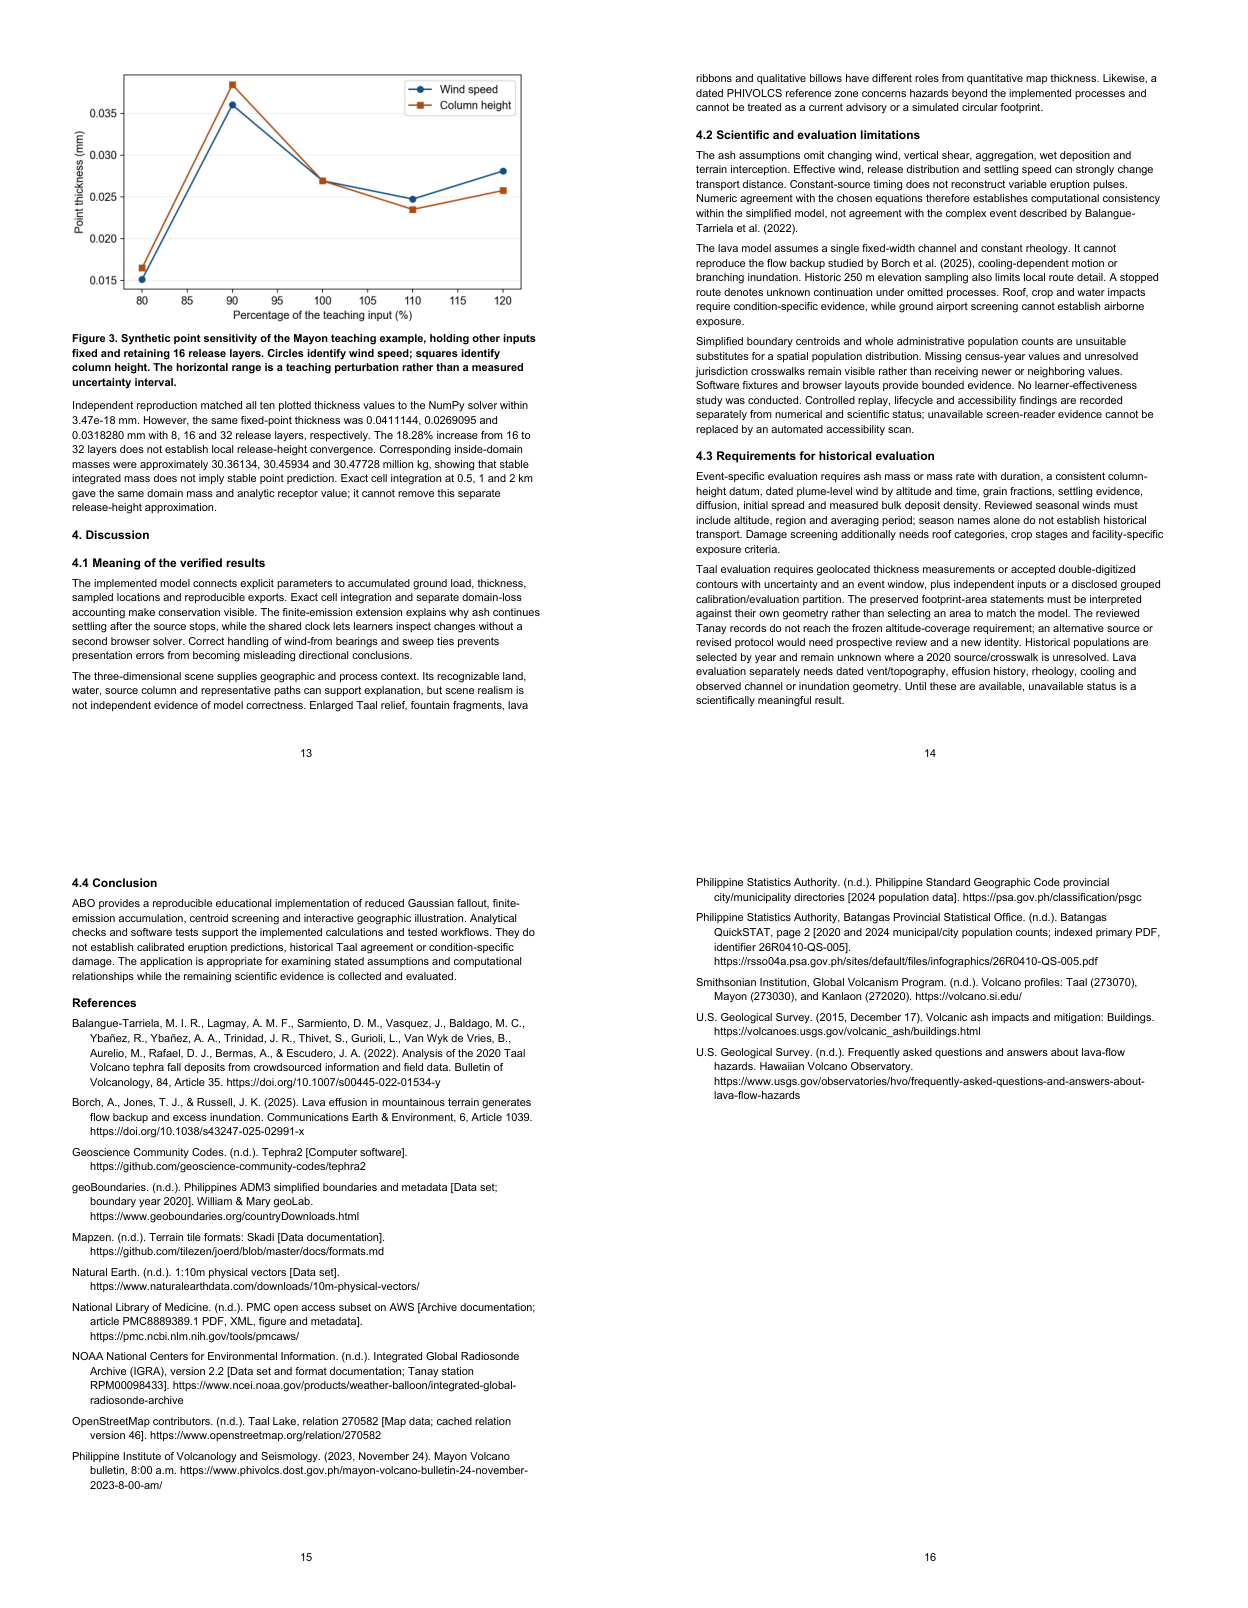 Wind speed
Column height
0.035
0.030
0.025
0.020
0.015
Point thickness (mm)
80 85 90 95 100 105 110 115 120
Percentage of the teaching input (%)
Figure 3. Synthetic point sensitivity of the Mayon teaching example, holding other inputs
fixed and retaining 16 release layers. Circles identify wind speed; squares identify
column height. The horizontal range is a teaching perturbation rather than a measured
uncertainty interval.
Independent reproduction matched all ten plotted thickness values to the NumPy solver within
3.47e-18 mm. However, the same fixed-point thickness was 0.0411144, 0.0269095 and
0.0318280 mm with 8, 16 and 32 release layers, respectively. The 18.28% increase from 16 to
32 layers does not establish local release-height convergence. Corresponding inside-domain
masses were approximately 30.36134, 30.45934 and 30.47728 million kg, showing that stable
integrated mass does not imply stable point prediction. Exact cell integration at 0.5, 1 and 2 km
gave the same domain mass and analytic receptor value; it cannot remove this separate
release-height approximation.
4. Discussion
4.1 Meaning of the verified results
The implemented model connects explicit parameters to accumulated ground load, thickness,
sampled locations and reproducible exports. Exact cell integration and separate domain-loss
accounting make conservation visible. The finite-emission extension explains why ash continues
settling after the source stops, while the shared clock lets learners inspect changes without a
second browser solver. Correct handling of wind-from bearings and sweep ties prevents
presentation errors from becoming misleading directional conclusions.
The three-dimensional scene supplies geographic and process context. Its recognizable land,
water, source column and representative paths can support explanation, but scene realism is
not independent evidence of model correctness. Enlarged Taal relief, fountain fragments, lava
13
ribbons and qualitative billows have different roles from quantitative map thickness. Likewise, a
dated PHIVOLCS reference zone concerns hazards beyond the implemented processes and
cannot be treated as a current advisory or a simulated circular footprint.
4.2 Scientific and evaluation limitations
The ash assumptions omit changing wind, vertical shear, aggregation, wet deposition and
terrain interception. Effective wind, release distribution and settling speed can strongly change
transport distance. Constant-source timing does not reconstruct variable eruption pulses.
Numeric agreement with the chosen equations therefore establishes computational consistency
within the simplified model, not agreement with the complex event described by Balangue-
Tarriela et al. (2022).
The lava model assumes a single fixed-width channel and constant rheology. It cannot
reproduce the flow backup studied by Borch et al. (2025), cooling-dependent motion or
branching inundation. Historic 250 m elevation sampling also limits local route detail. A stopped
route denotes unknown continuation under omitted processes. Roof, crop and water impacts
require condition-specific evidence, while ground airport screening cannot establish airborne
exposure.
Simplified boundary centroids and whole administrative population counts are unsuitable
substitutes for a spatial population distribution. Missing census-year values and unresolved
jurisdiction crosswalks remain visible rather than receiving newer or neighboring values.
Software fixtures and browser layouts provide bounded evidence. No learner-effectiveness
study was conducted. Controlled replay, lifecycle and accessibility findings are recorded
separately from numerical and scientific status; unavailable screen-reader evidence cannot be
replaced by an automated accessibility scan.
4.3 Requirements for historical evaluation
Event-specific evaluation requires ash mass or mass rate with duration, a consistent column-
height datum, dated plume-level wind by altitude and time, grain fractions, settling evidence,
diffusion, initial spread and measured bulk deposit density. Reviewed seasonal winds must
include altitude, region and averaging period; season names alone do not establish historical
transport. Damage screening additionally needs roof categories, crop stages and facility-specific
exposure criteria.
Taal evaluation requires geolocated thickness measurements or accepted double-digitized
contours with uncertainty and an event window, plus independent inputs or a disclosed grouped
calibration/evaluation partition. The preserved footprint-area statements must be interpreted
against their own geometry rather than selecting an area to match the model. The reviewed
Tanay records do not reach the frozen altitude-coverage requirement; an alternative source or
revised protocol would need prospective review and a new identity. Historical populations are
selected by year and remain unknown where a 2020 source/crosswalk is unresolved. Lava
evaluation separately needs dated vent/topography, effusion history, rheology, cooling and
observed channel or inundation geometry. Until these are available, unavailable status is a
scientifically meaningful result.
14
4.4 Conclusion
ABO provides a reproducible educational implementation of reduced Gaussian fallout, finite-
emission accumulation, centroid screening and interactive geographic illustration. Analytical
checks and software tests support the implemented calculations and tested workflows. They do
not establish calibrated eruption predictions, historical Taal agreement or condition-specific
damage. The application is appropriate for examining stated assumptions and computational
relationships while the remaining scientific evidence is collected and evaluated.
References
Balangue-Tarriela, M. I. R., Lagmay, A. M. F., Sarmiento, D. M., Vasquez, J., Baldago, M. C.,
Ybañez, R., Ybañez, A. A., Trinidad, J. R., Thivet, S., Gurioli, L., Van Wyk de Vries, B.,
Aurelio, M., Rafael, D. J., Bermas, A., & Escudero, J. A. (2022). Analysis of the 2020 Taal
Volcano tephra fall deposits from crowdsourced information and field data. Bulletin of
Volcanology, 84, Article 35. https://doi.org/10.1007/s00445-022-01534-y
Borch, A., Jones, T. J., & Russell, J. K. (2025). Lava effusion in mountainous terrain generates
flow backup and excess inundation. Communications Earth & Environment, 6, Article 1039.
https://doi.org/10.1038/s43247-025-02991-x
Geoscience Community Codes. (n.d.). Tephra2 [Computer software].
https://github.com/geoscience-community-codes/tephra2
geoBoundaries. (n.d.). Philippines ADM3 simplified boundaries and metadata [Data set;
boundary year 2020]. William & Mary geoLab.
https://www.geoboundaries.org/countryDownloads.html
Mapzen. (n.d.). Terrain tile formats: Skadi [Data documentation].
https://github.com/tilezen/joerd/blob/master/docs/formats.md
Natural Earth. (n.d.). 1:10m physical vectors [Data set].
https://www.naturalearthdata.com/downloads/10m-physical-vectors/
National Library of Medicine. (n.d.). PMC open access subset on AWS [Archive documentation;
article PMC8889389.1 PDF, XML, figure and metadata].
https://pmc.ncbi.nlm.nih.gov/tools/pmcaws/
NOAA National Centers for Environmental Information. (n.d.). Integrated Global Radiosonde
Archive (IGRA), version 2.2 [Data set and format documentation; Tanay station
RPM00098433]. https://www.ncei.noaa.gov/products/weather-balloon/integrated-global-
radiosonde-archive
OpenStreetMap contributors. (n.d.). Taal Lake, relation 270582 [Map data; cached relation
version 46]. https://www.openstreetmap.org/relation/270582
Philippine Institute of Volcanology and Seismology. (2023, November 24). Mayon Volcano
bulletin, 8:00 a.m. https://www.phivolcs.dost.gov.ph/mayon-volcano-bulletin-24-november-
2023-8-00-am/
15
Philippine Statistics Authority. (n.d.). Philippine Standard Geographic Code provincial
city/municipality directories [2024 population data]. https://psa.gov.ph/classification/psgc
Philippine Statistics Authority, Batangas Provincial Statistical Office. (n.d.). Batangas
QuickSTAT, page 2 [2020 and 2024 municipal/city population counts; indexed primary PDF,
identifier 26R0410-QS-005].
https://rsso04a.psa.gov.ph/sites/default/files/infographics/26R0410-QS-005.pdf
Smithsonian Institution, Global Volcanism Program. (n.d.). Volcano profiles: Taal (273070),
Mayon (273030), and Kanlaon (272020). https://volcano.si.edu/
U.S. Geological Survey. (2015, December 17). Volcanic ash impacts and mitigation: Buildings.
https://volcanoes.usgs.gov/volcanic_ash/buildings.html
U.S. Geological Survey. (n.d.). Frequently asked questions and answers about lava-flow
hazards. Hawaiian Volcano Observatory.
https://www.usgs.gov/observatories/hvo/frequently-asked-questions-and-answers-about-
lava-flow-hazards
16